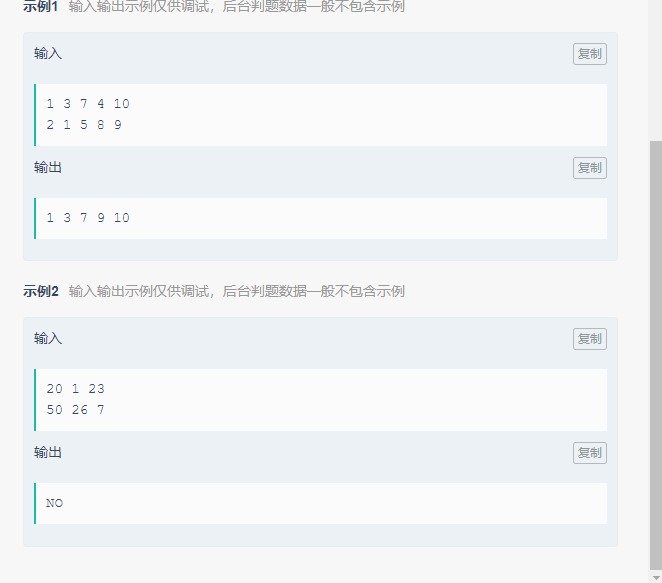 示例1 输入输出示例仅供调试，后台判题数据一般不包含示例
输入
复制
1 3 7 4 10
2 1 5 8 9
输出
复制
1 3 7 9 10
示例2 输入输出示例仅供调试，后台判题数据一般不包含示例
输入
复制
20 1 23
50 26 7
输出
复制
NO